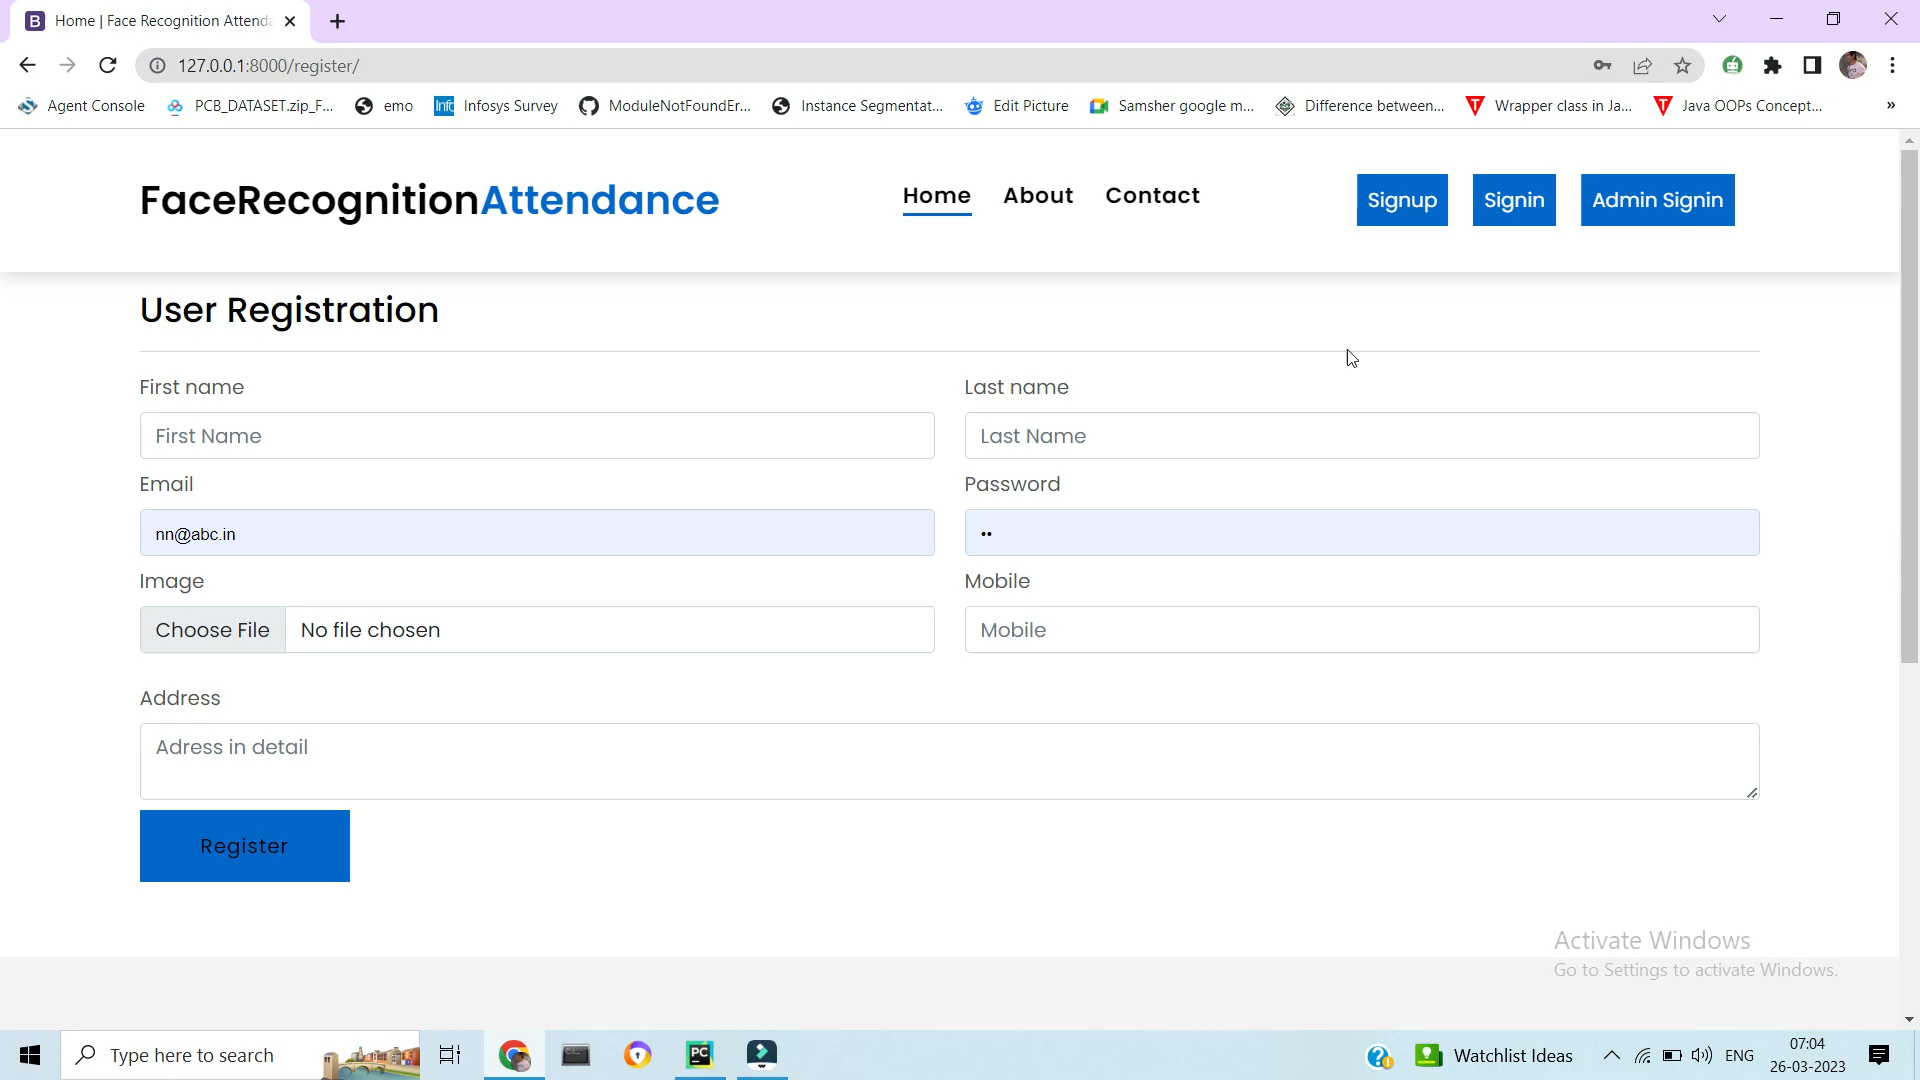 Home | Face Recognition Attenda
127.0.0.1:8000/register/
Agent Console PCB_DATASET.zip_F... emo Infosys Survey ModuleNotFoundEr... Instance Segmentat... Edit Picture Samsher google m... Difference between... Wrapper class in Ja... Java OOPs Concept... »
FaceRecognitionAttendance Home About Contact Signup Signin Admin Signin
User Registration
First name Last name
First Name Last Name
Email Password
nn@abc.in ••
Image Mobile
Choose File No file chosen Mobile
Address
Adress in detail
Register
Activate Windows
Go to Settings to activate Windows.
Type here to search Watchlist Ideas ENG 07:04
26-03-2023